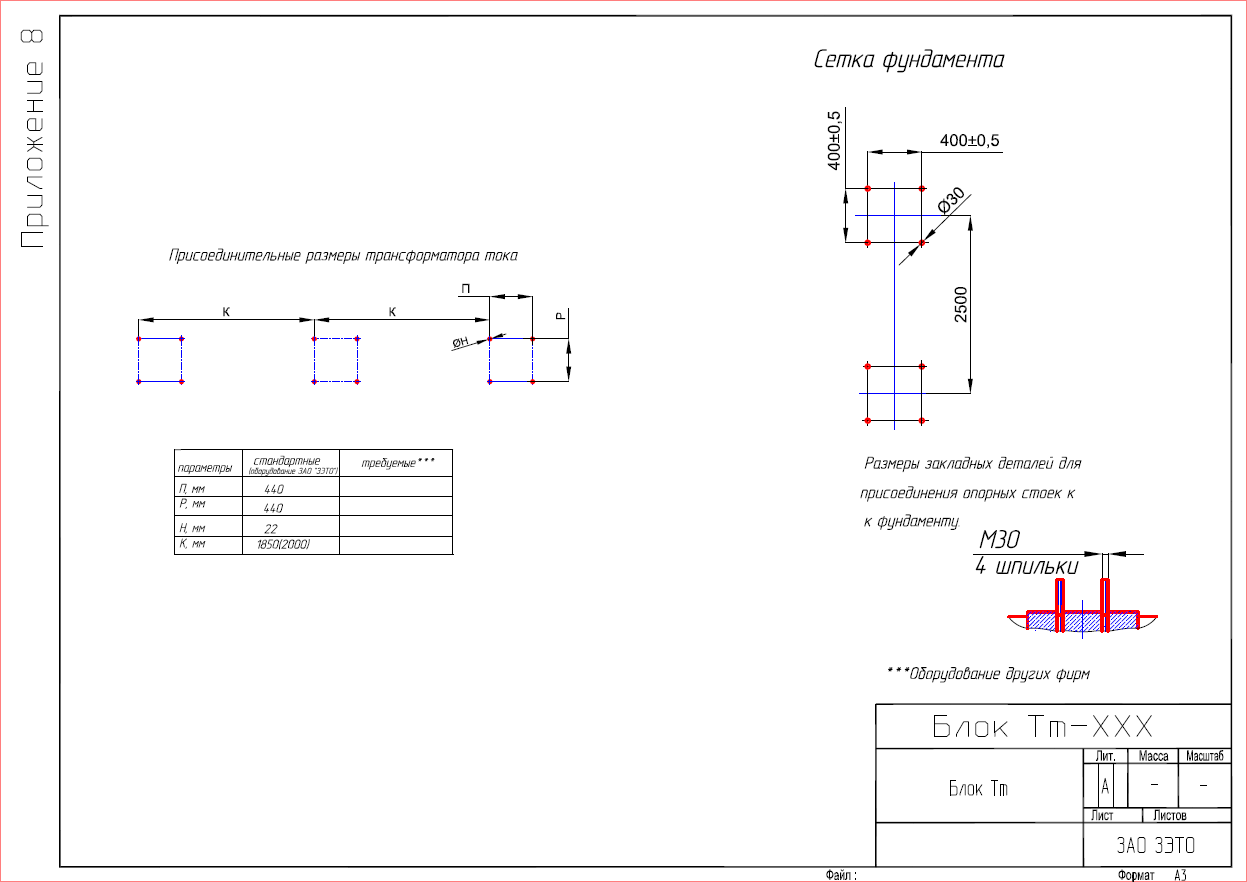 Приложение 8
Сетка фундамента
400±0,5
400±0,5
Ø30
2500
Присоединительные размеры трансформатора тока
К
К
П
Р
ØН
параметры
стандартные
(оборудование ЗАО "ЗЭТО")
требуемые***
П, мм 440
Р, мм 440
Н, мм 22
К, мм 1850(2000)
Размеры закладных деталей для
присоединения опорных стоек к
к фундаменту.
М30
4 шпильки
***Оборудование других фирм
Блок Тт-ХХХ
Блок Тт
Лит. Масса Масштаб
А - -
Лист Листов
ЗАО ЗЭТО
Файл : Формат А3